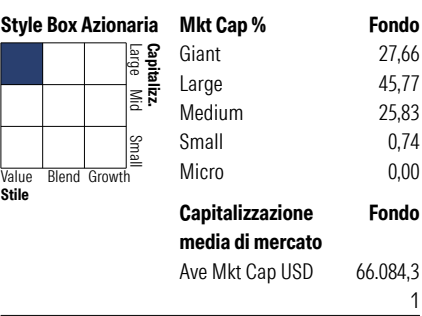 Style Box Azionaria
Large
Mid
Small
Capitalizz.
Value Blend Growth
Stile
Mkt Cap % Fondo
Giant 27,66
Large 45,77
Medium 25,83
Small 0,74
Micro 0,00
Capitalizzazione Fondo
media di mercato
Ave Mkt Cap USD 66.084,3
1